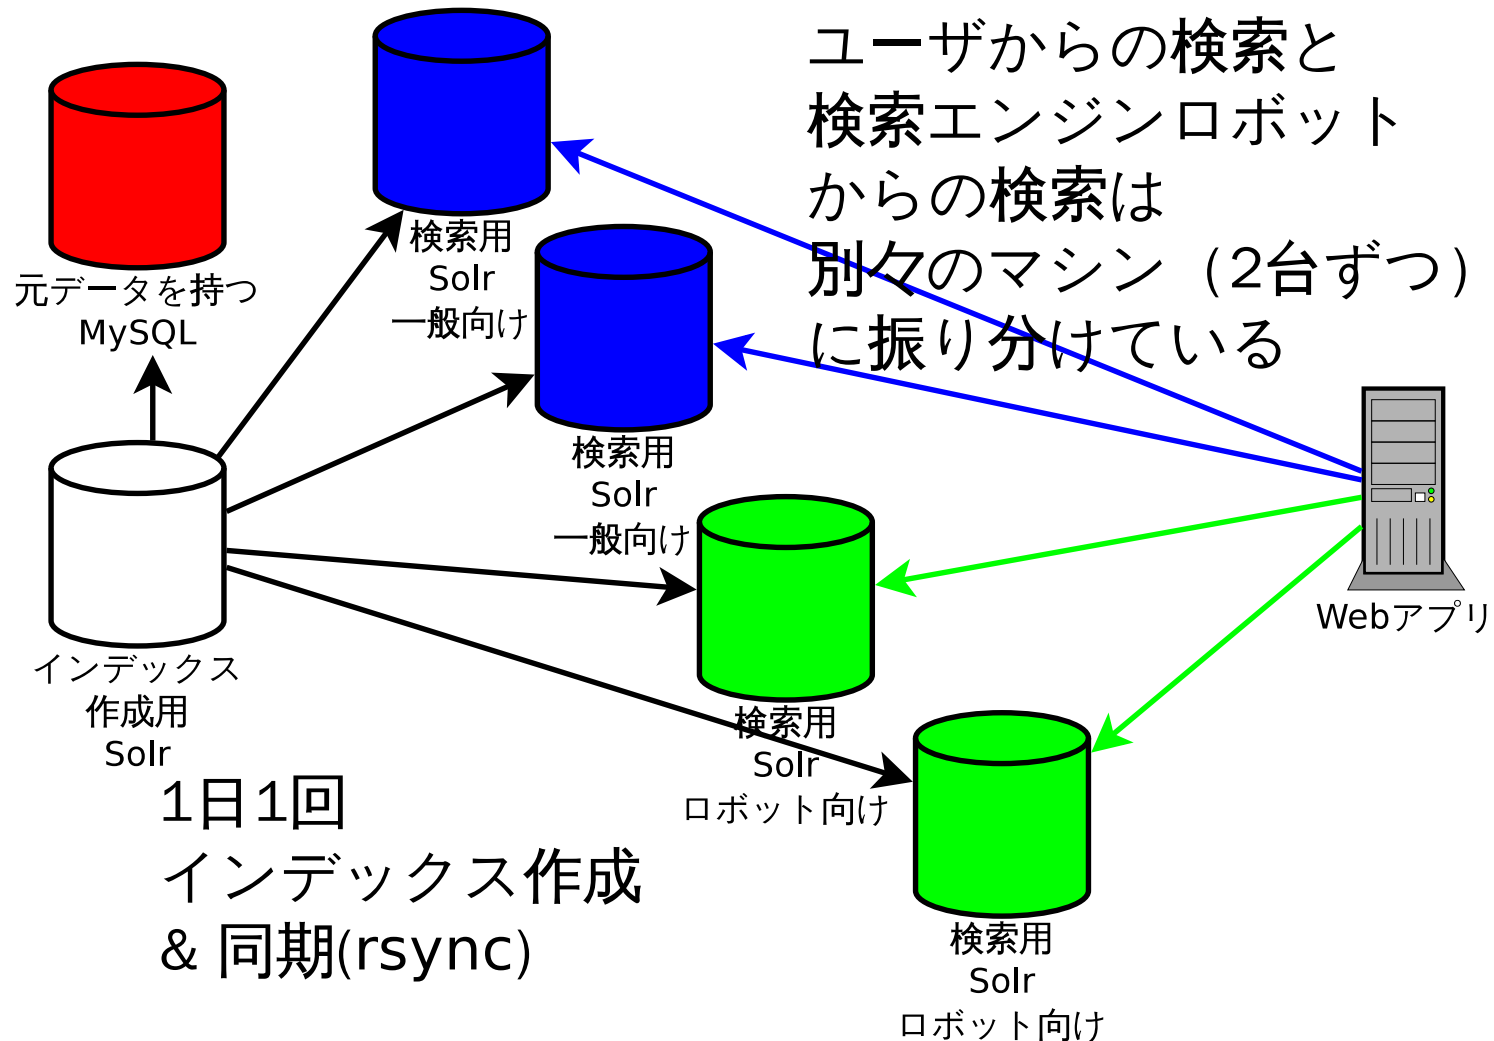 ユーザからの検索と
検索エンジンロボット
からの検索は
別々のマシン（2台ずつ）
に振り分けている
元データを持つ
MySQL
検索用
Solr
一般向け
検索用
Solr
一般向け
検索用
Solr
ロボット向け
検索用
Solr
ロボット向け
Webアプリ
インデックス
作成用
Solr
1日1回
インデックス作成
& 同期(rsync)